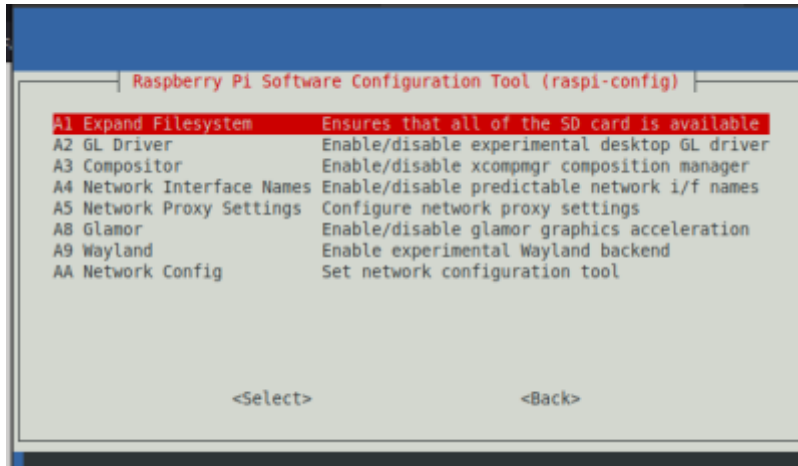 Raspberry Pi Software Configuration Tool (raspi-config)
A1 Expand Filesystem Ensures that all of the SD card is available
A2 GL Driver Enable/disable experimental desktop GL driver
A3 Compositor Enable/disable xcompmgr composition manager
A4 Network Interface Names Enable/disable predictable network i/f names
A5 Network Proxy Settings Configure network proxy settings
A8 Glamor Enable/disable glamor graphics acceleration
A9 Wayland Enable experimental Wayland backend
AA Network Config Set network configuration tool
<Select> <Back>